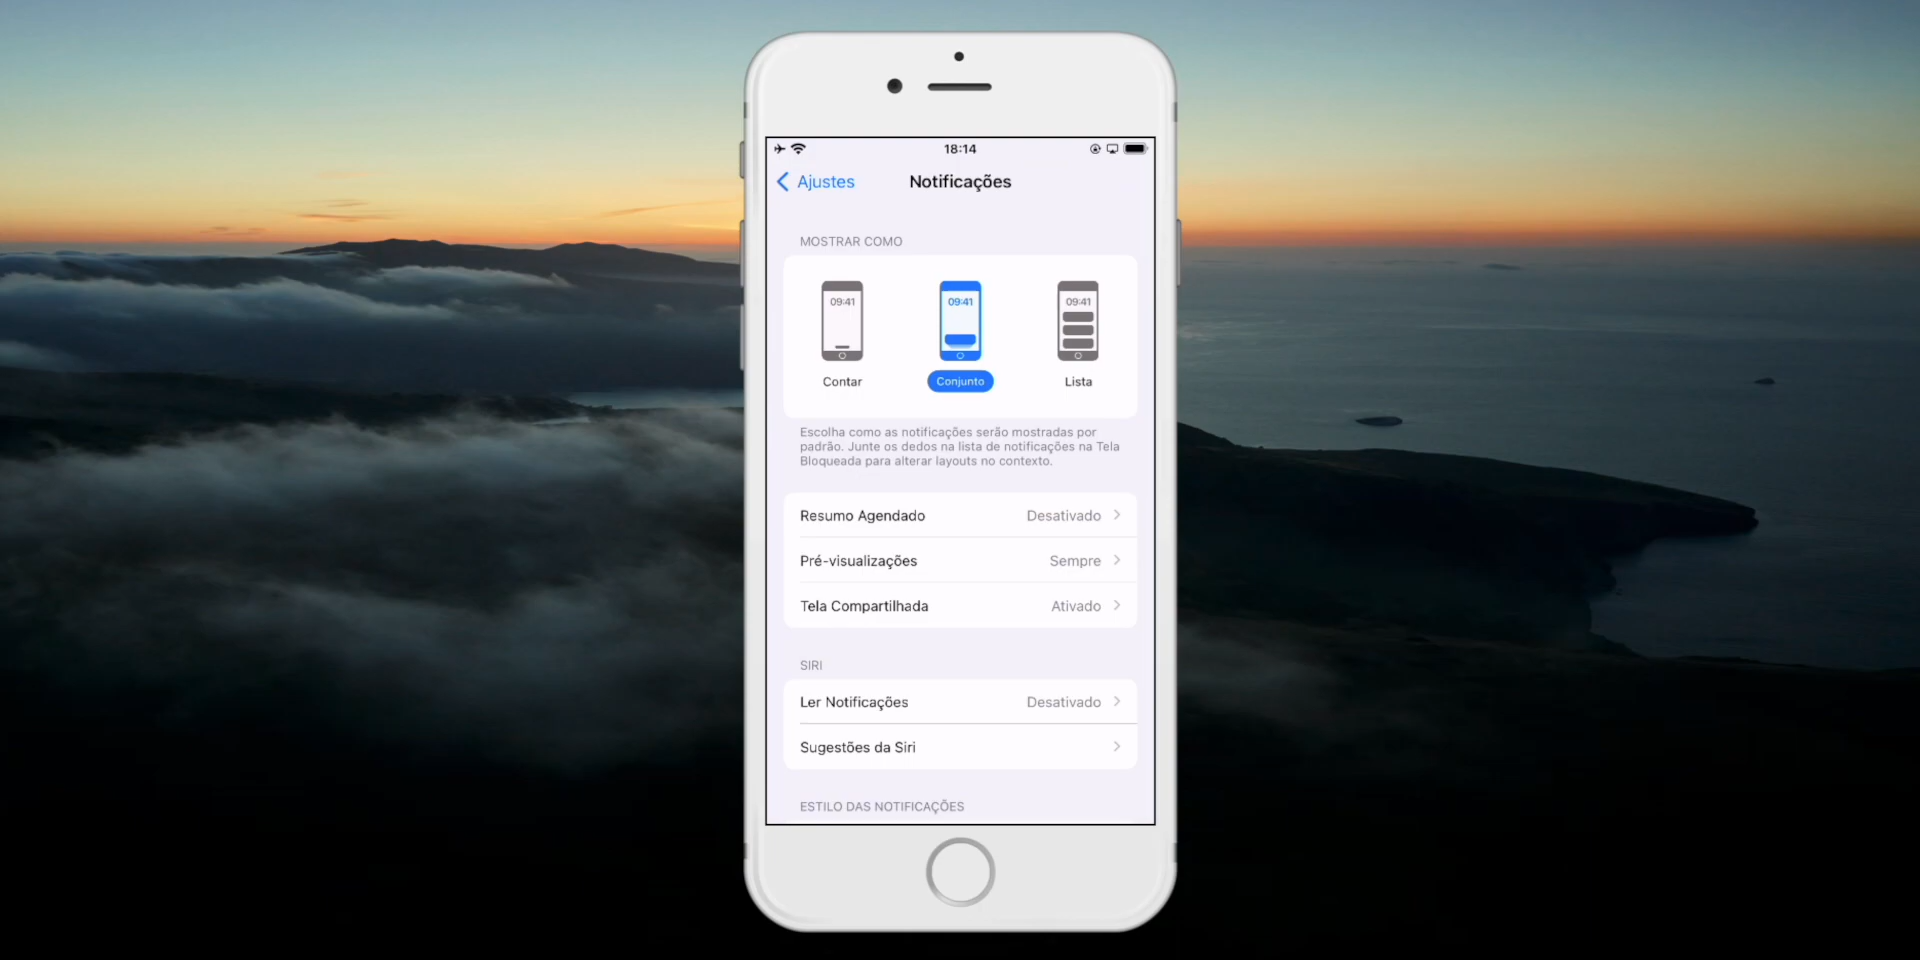 18:14
Ajustes
Notificações
MOSTRAR COMO
09:41
09:41
09:41
Contar
Conjunto
Lista
Escolha como as notificações serão mostradas por
padrão. Junte os dedos na lista de notificações na Tela
Bloqueada para alterar layouts no contexto.
Resumo Agendado Desativado
Pré-visualizações Sempre
Tela Compartilhada Ativado
SIRI
Ler Notificações Desativado
Sugestões da Siri
ESTILO DAS NOTIFICAÇÕES